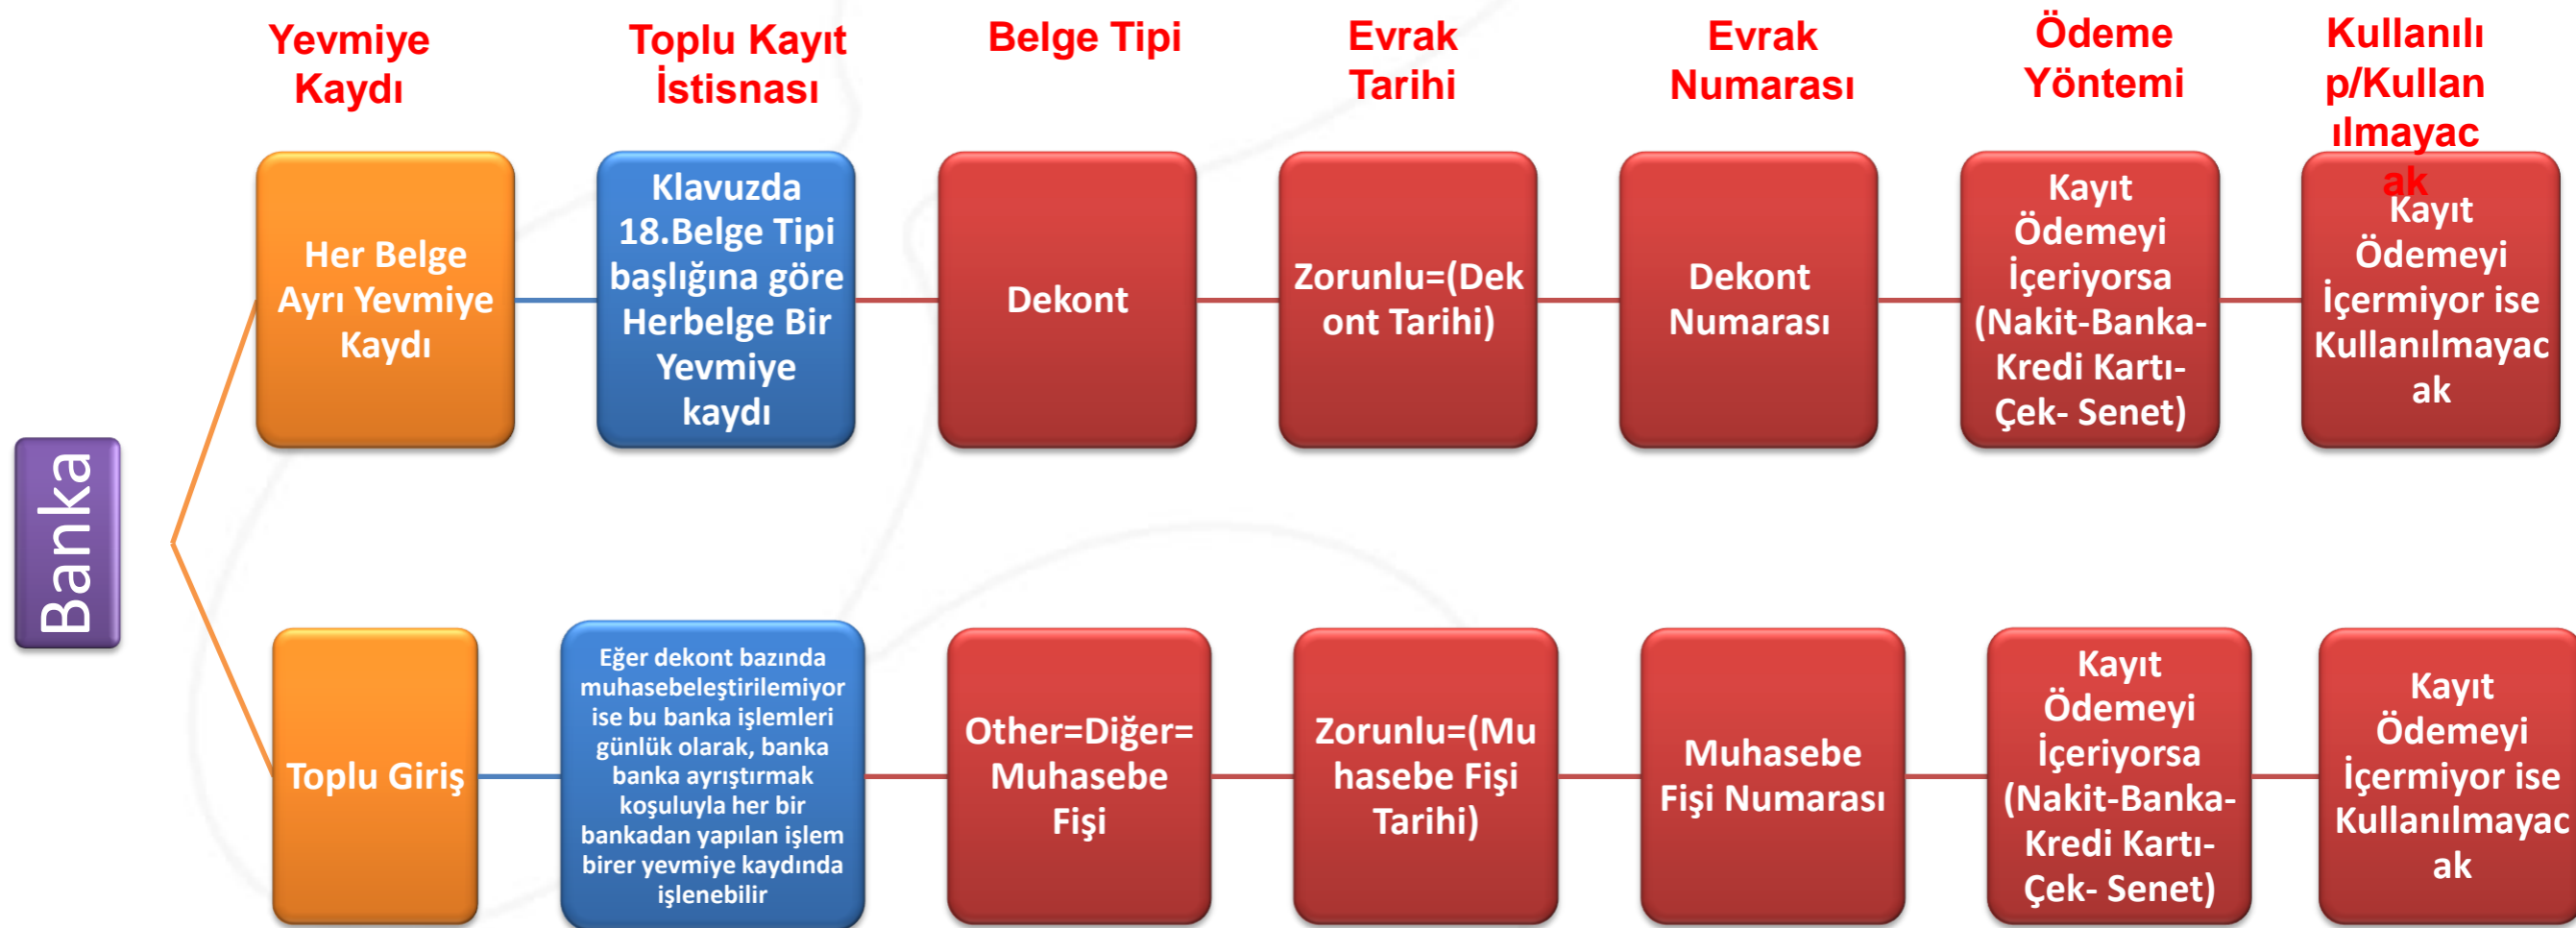 Yevmiye
Kaydı
Toplu Kayıt
İstisnası
Belge Tipi
Evrak
Tarihi
Evrak
Numarası
Ödeme
Yöntemi
Kullanılı
p/Kullan
ılmayac
ak
Banka
Her Belge
Ayrı Yevmiye
Kaydı
Klavuzda
18.Belge Tipi
başlığına göre
Herbelge Bir
Yevmiye
kaydı
Dekont
Zorunlu=(Dek
ont Tarihi)
Dekont
Numarası
Kayıt
Ödemeyi
İçeriyorsa
(Nakit-Banka-
Kredi Kartı-
Çek- Senet)
Kayıt
Ödemeyi
İçermiyor ise
Kullanılmayac
ak
Toplu Giriş
Eğer dekont bazında
muhasebeleştirilemiyor
ise bu banka işlemleri
günlük olarak, banka
banka ayrıştırmak
koşuluyla her bir
bankadan yapılan işlem
birer yevmiye kaydında
işlenebilir
Other=Diğer=
Muhasebe
Fişi
Zorunlu=(Mu
hasebe Fişi
Tarihi)
Muhasebe
Fişi Numarası
Kayıt
Ödemeyi
İçeriyorsa
(Nakit-Banka-
Kredi Kartı-
Çek- Senet)
Kayıt
Ödemeyi
İçermiyor ise
Kullanılmayac
ak